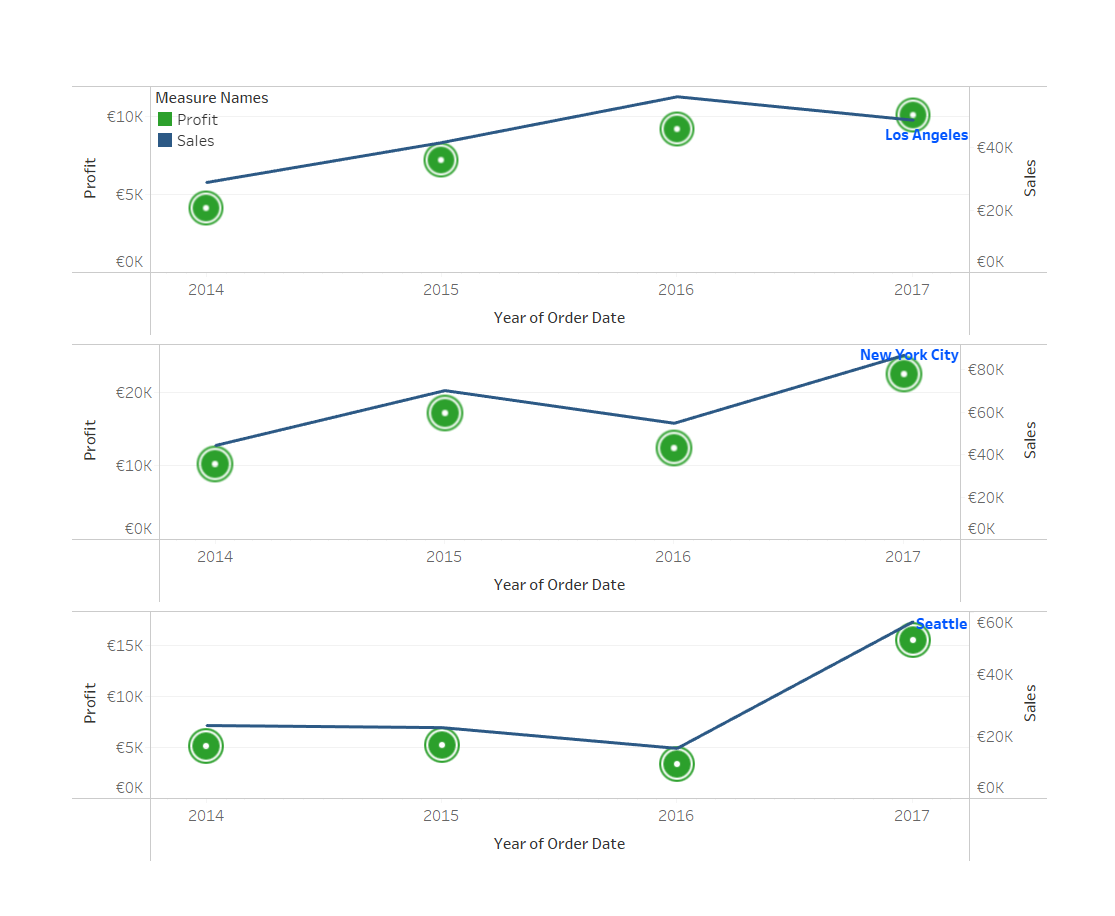 Measure Names
Profit
Sales
€10K
€5K
€0K
Profit
€40K
€20K
€0K
Sales
Los Angeles
2014 2015 2016 2017
Year of Order Date
New York City
€20K
€10K
€0K
Profit
€80K
€60K
€40K
€20K
€0K
Sales
2014 2015 2016 2017
Year of Order Date
Seattle
€15K
€10K
€5K
€0K
Profit
€60K
€40K
€20K
€0K
Sales
2014 2015 2016 2017
Year of Order Date